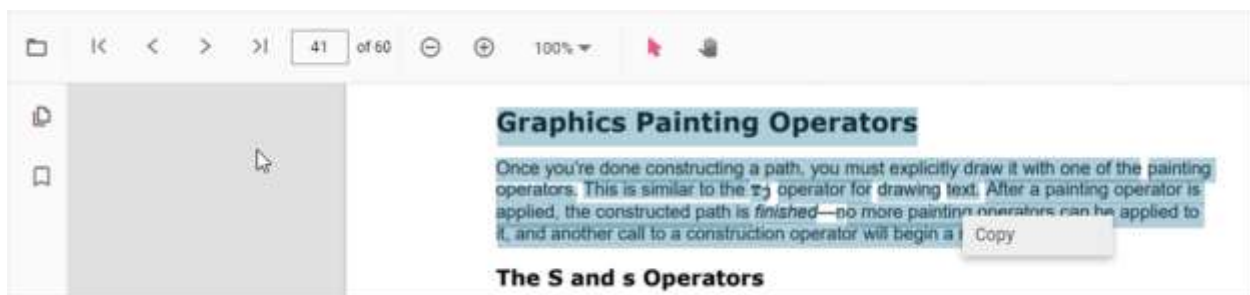 41 of 60 100%
Graphics Painting Operators
Once you're done constructing a path, you must explicitly draw it with one of the painting
operators. This is similar to the Tj operator for drawing text. After a painting operator is
applied, the constructed path is finished—no more painting operators can be applied to
it, and another call to a construction operator will begin a
Copy
The S and s Operators